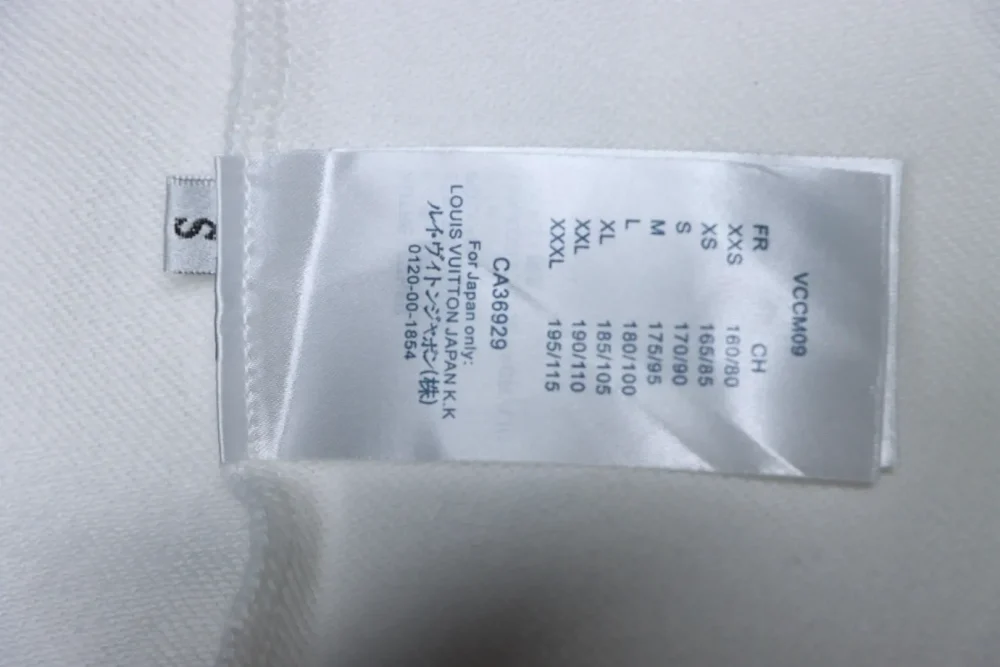 VCCM09
FR CH
XXS 160/80
XS 165/85
S 170/90
M 175/95
L 180/100
XL 185/105
XXL 190/110
XXXL 195/115
CA36929
For Japan only:
LOUIS VUITTON JAPAN K.K
ルイ・ヴィトンジャポン(株)
0120-00-1854
S